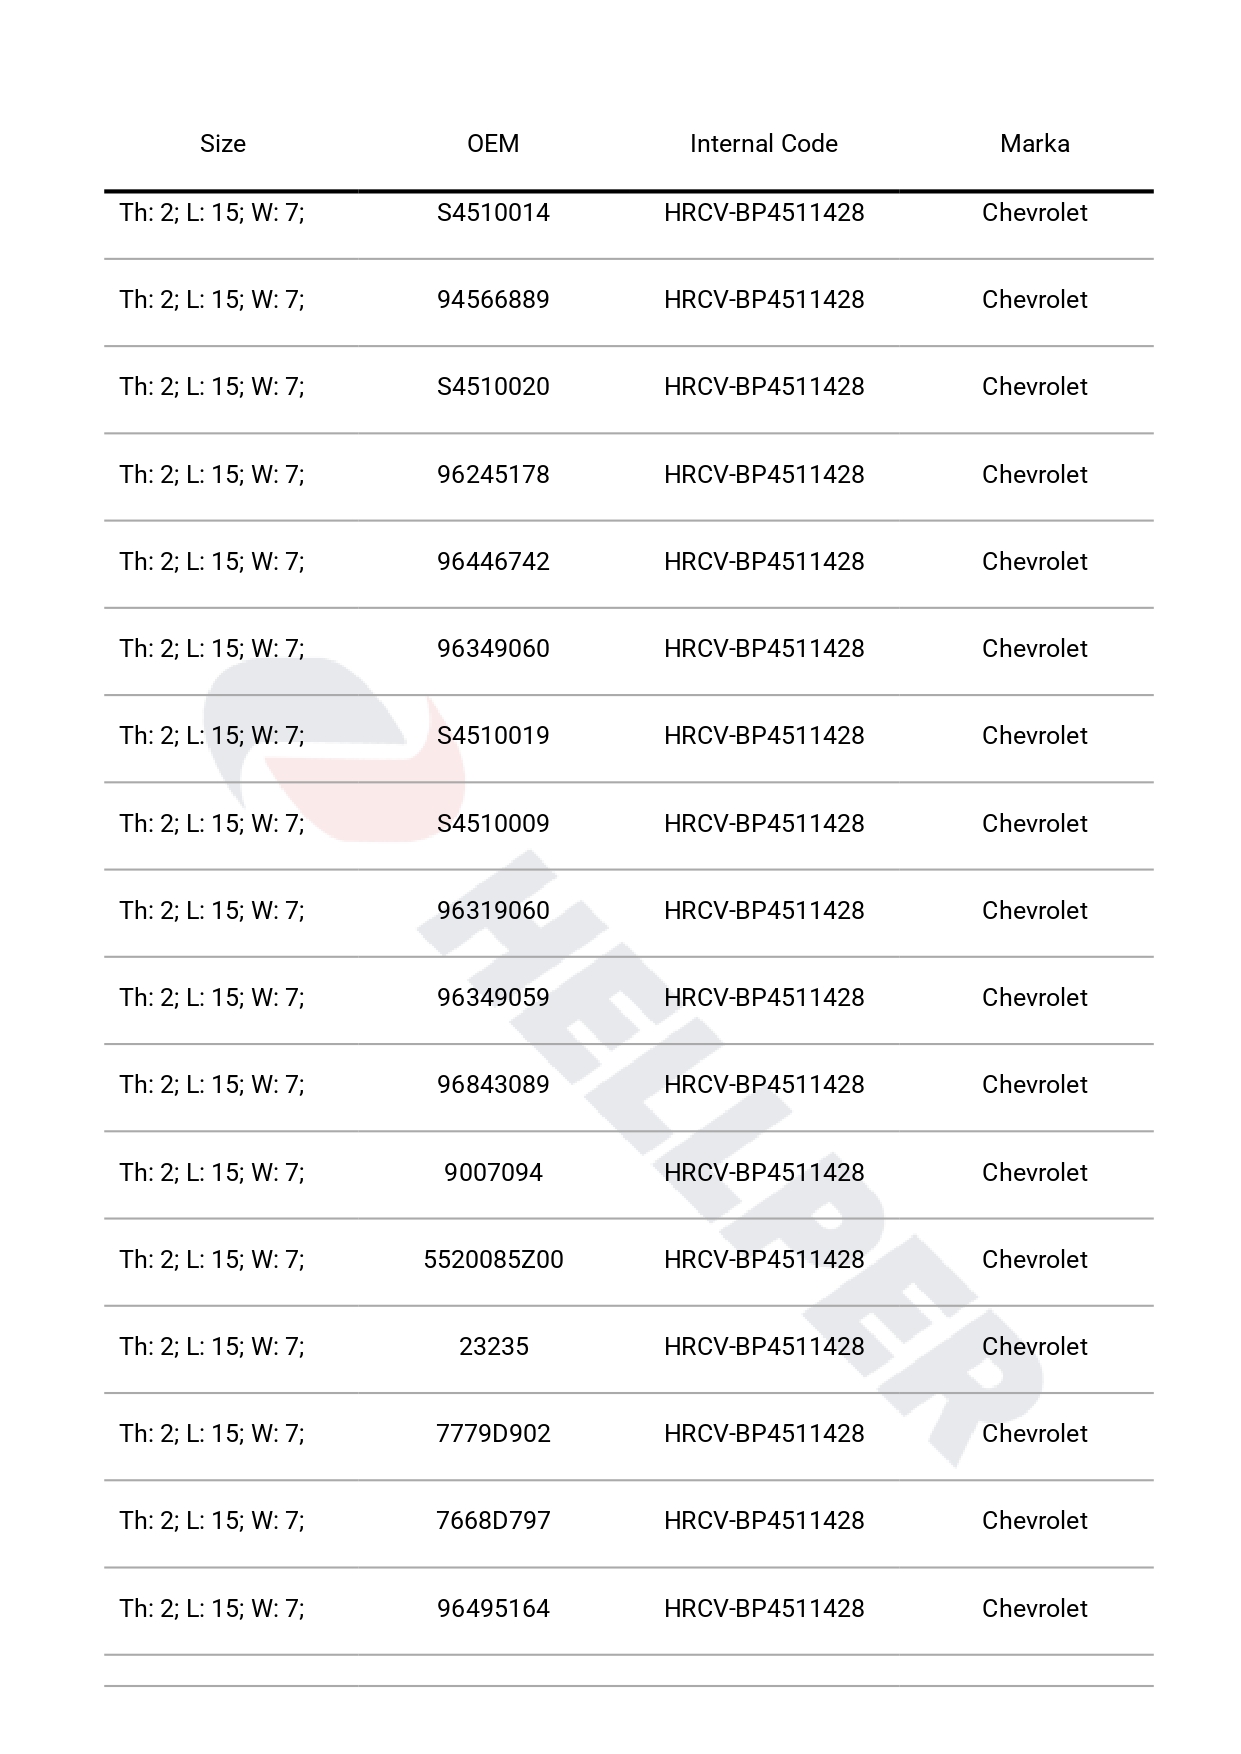 Size OEM Internal Code Marka
Th: 2; L: 15; W: 7; S4510014 HRCV-BP4511428 Chevrolet
Th: 2; L: 15; W: 7; 94566889 HRCV-BP4511428 Chevrolet
Th: 2; L: 15; W: 7; S4510020 HRCV-BP4511428 Chevrolet
Th: 2; L: 15; W: 7; 96245178 HRCV-BP4511428 Chevrolet
Th: 2; L: 15; W: 7; 96446742 HRCV-BP4511428 Chevrolet
Th: 2; L: 15; W: 7; 96349060 HRCV-BP4511428 Chevrolet
Th: 2; L: 15; W: 7; S4510019 HRCV-BP4511428 Chevrolet
Th: 2; L: 15; W: 7; S4510009 HRCV-BP4511428 Chevrolet
Th: 2; L: 15; W: 7; 96319060 HRCV-BP4511428 Chevrolet
Th: 2; L: 15; W: 7; 96349059 HRCV-BP4511428 Chevrolet
Th: 2; L: 15; W: 7; 96843089 HRCV-BP4511428 Chevrolet
Th: 2; L: 15; W: 7; 9007094 HRCV-BP4511428 Chevrolet
Th: 2; L: 15; W: 7; 5520085Z00 HRCV-BP4511428 Chevrolet
Th: 2; L: 15; W: 7; 23235 HRCV-BP4511428 Chevrolet
Th: 2; L: 15; W: 7; 7779D902 HRCV-BP4511428 Chevrolet
Th: 2; L: 15; W: 7; 7668D797 HRCV-BP4511428 Chevrolet
Th: 2; L: 15; W: 7; 96495164 HRCV-BP4511428 Chevrolet
HELLPER